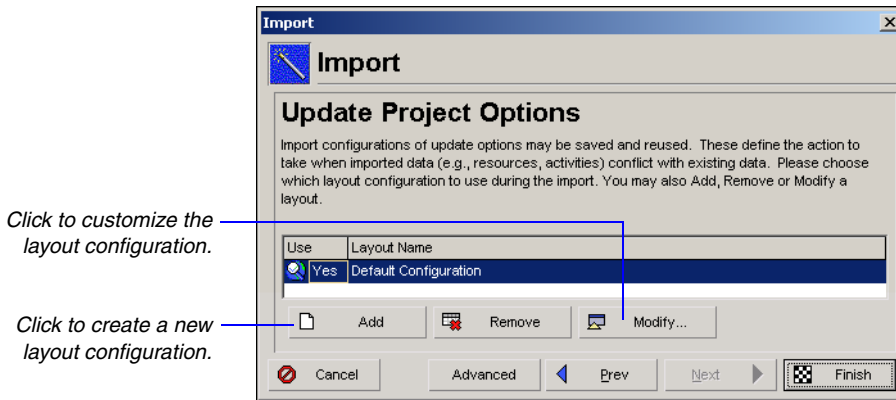 Import
Import
Update Project Options
Import configurations of update options may be saved and reused. These define the action to
take when imported data (e.g., resources, activities) conflict with existing data. Please choose
which layout configuration to use during the import. You may also Add, Remove or Modify a
layout.
Click to customize the
layout configuration.
Use Layout Name
Yes Default Configuration
Click to create a new
layout configuration.
Add Remove Modify...
Cancel Advanced Prev Next Finish